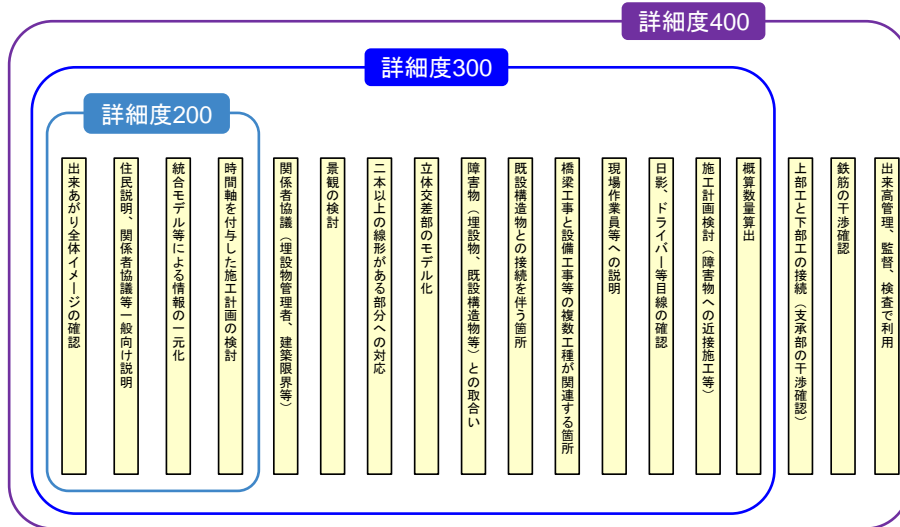 詳細度400
詳細度300
詳細度200
出来あがり全体イメージの確認
住民説明、関係者協議等一般向け説明
統合モデル等による情報の一元化
時間軸を付与した施工計画の検討
関係者協議（埋設物管理者、建築限界等）
景観の検討
二本以上の線形がある部分への対応
立体交差部のモデル化
障害物（埋設物、既設構造物等）との取合い
既設構造物との接続を伴う箇所
橋梁工事と設備工事等の複数工種が関連する箇所
現場作業員等への説明
日影、ドライバー等目線の確認
施工計画検討（障害物への近接施工等）
概算数量算出
上部工と下部工の接続（支承部の干渉確認）
鉄筋の干渉確認
出来高管理、監督、検査で利用